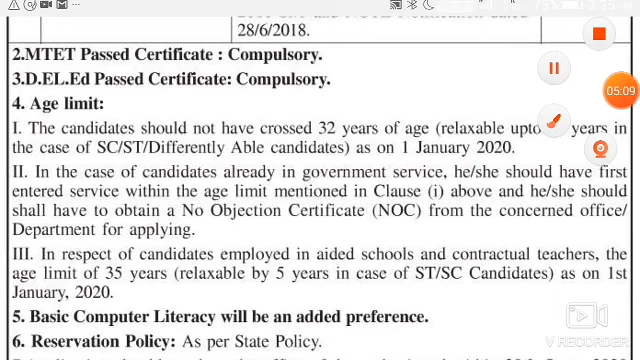 3:35
73%
28/6/2018.
2.MTET Passed Certificate : Compulsory.
3.D.EL.Ed Passed Certificate: Compulsory.
05:09
4. Age limit:
I. The candidates should not have crossed 32 years of age (relaxable upto years in
the case of SC/ST/Differently Able candidates) as on 1 January 2020.
II. In the case of candidates already in government service, he/she should have first
entered service within the age limit mentioned in Clause (i) above and he/she should
shall have to obtain a No Objection Certificate (NOC) from the concerned office/
Department for applying.
III. In respect of candidates employed in aided schools and contractual teachers, the
age limit of 35 years (relaxable by 5 years in case of ST/SC Candidates) as on 1st
January, 2020.
5. Basic Computer Literacy will be an added preference.
V RECORDER
6. Reservation Policy: As per State Policy.